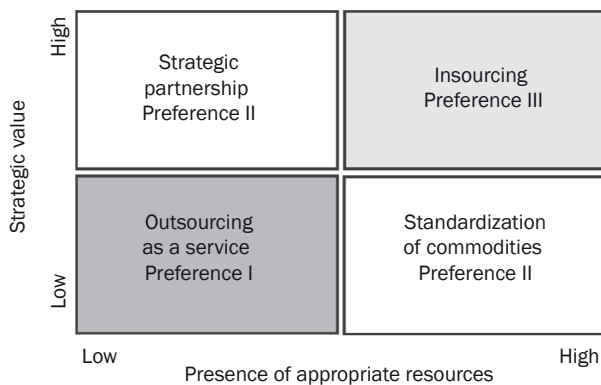 High
Strategic
partnership
Preference II
Insourcing
Preference III
Strategic value
Outsourcing
as a service
Preference I
Standardization
of commodities
Preference II
Low
Low
High
Presence of appropriate resources